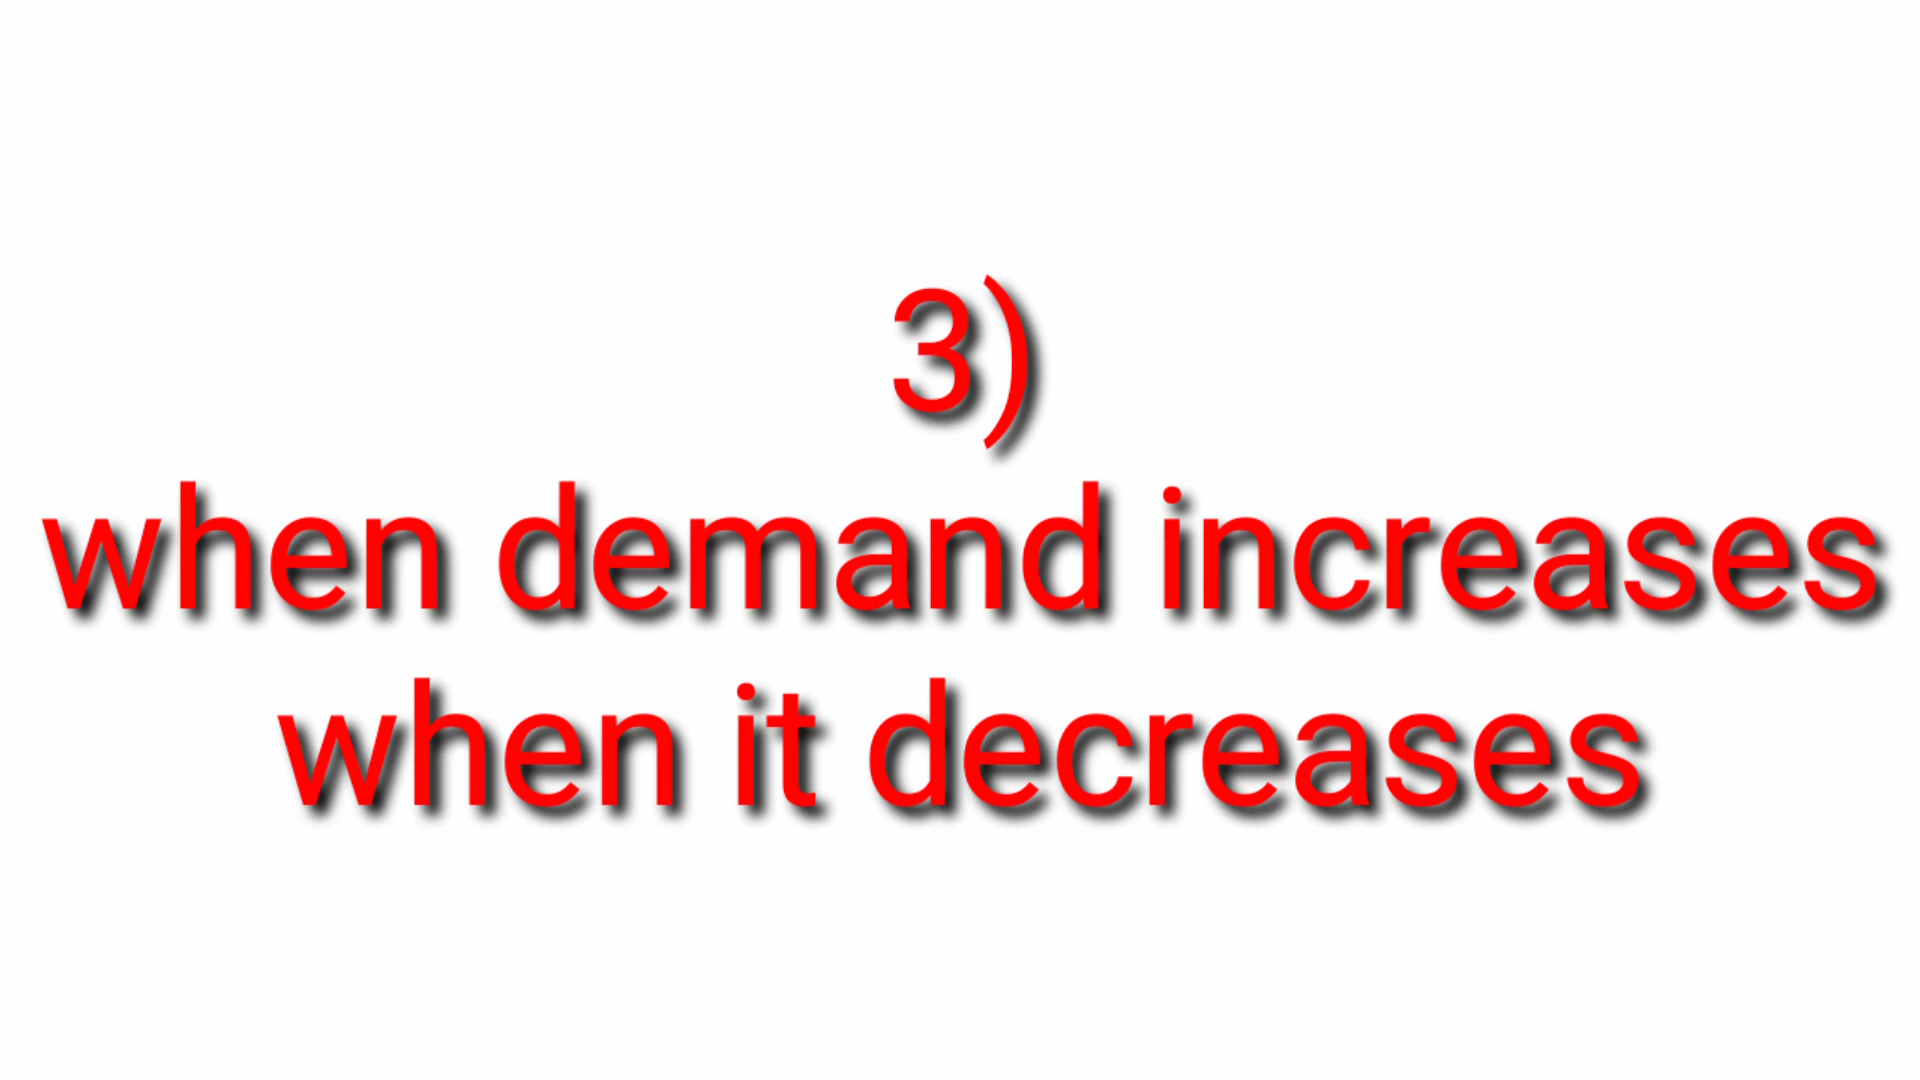 3)
when demand increases
when it decreases